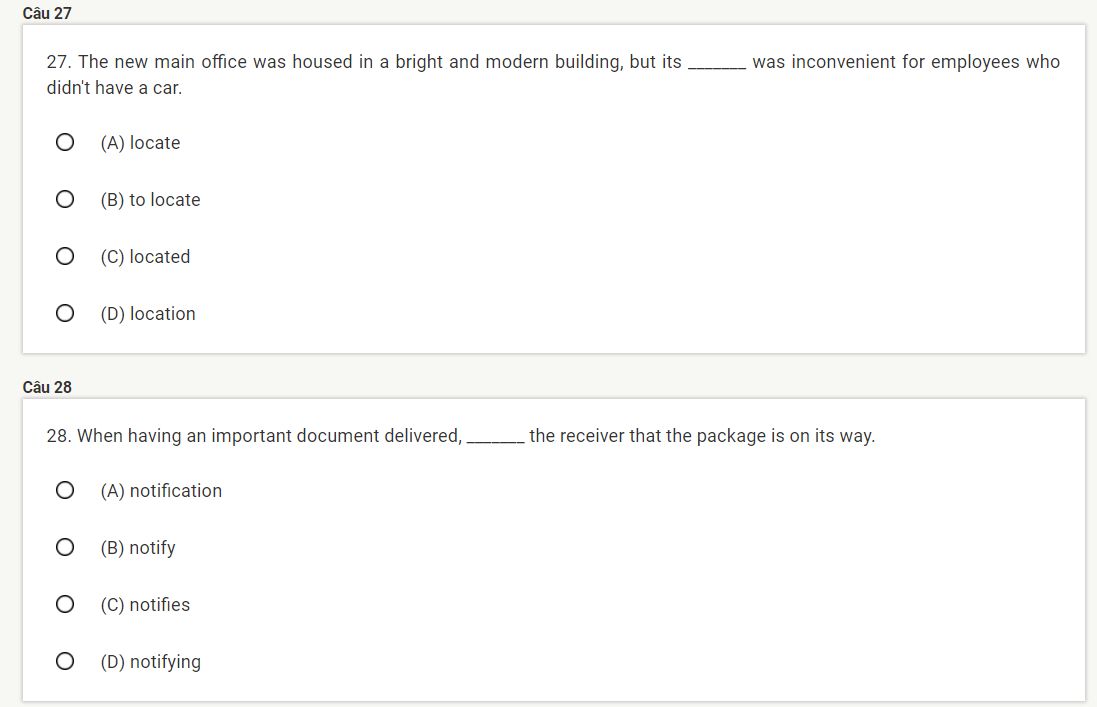 Câu 27
27. The new main office was housed in a bright and modern building, but its _______ was inconvenient for employees who
didn't have a car.
(A) locate
(B) to locate
(C) located
(D) location
Câu 28
28. When having an important document delivered, _______ the receiver that the package is on its way.
(A) notification
(B) notify
(C) notifies
(D) notifying